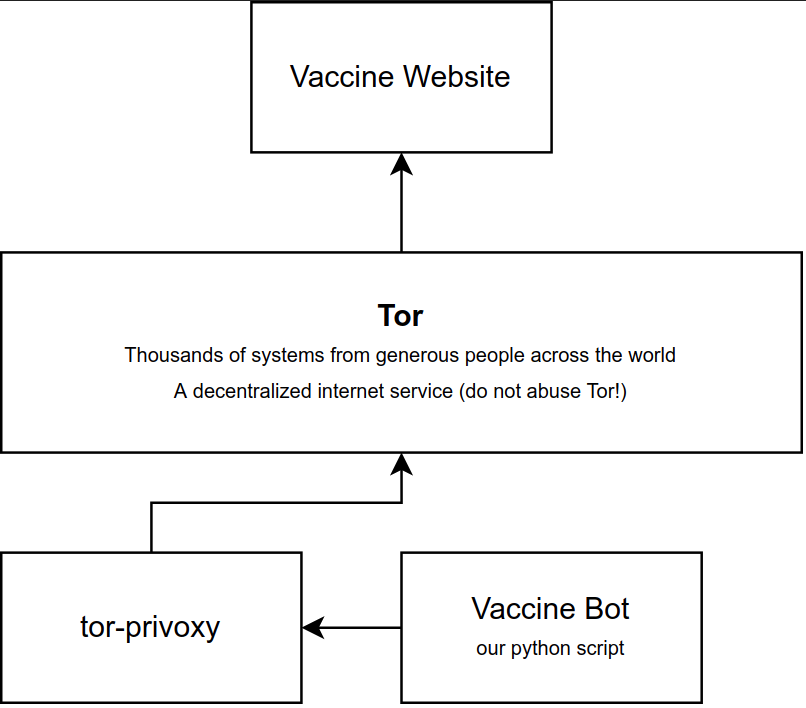 Vaccine Website
Tor
Thousands of systems from generous people across the world
A decentralized internet service (do not abuse Tor!)
tor-privoxy
Vaccine Bot
our python script